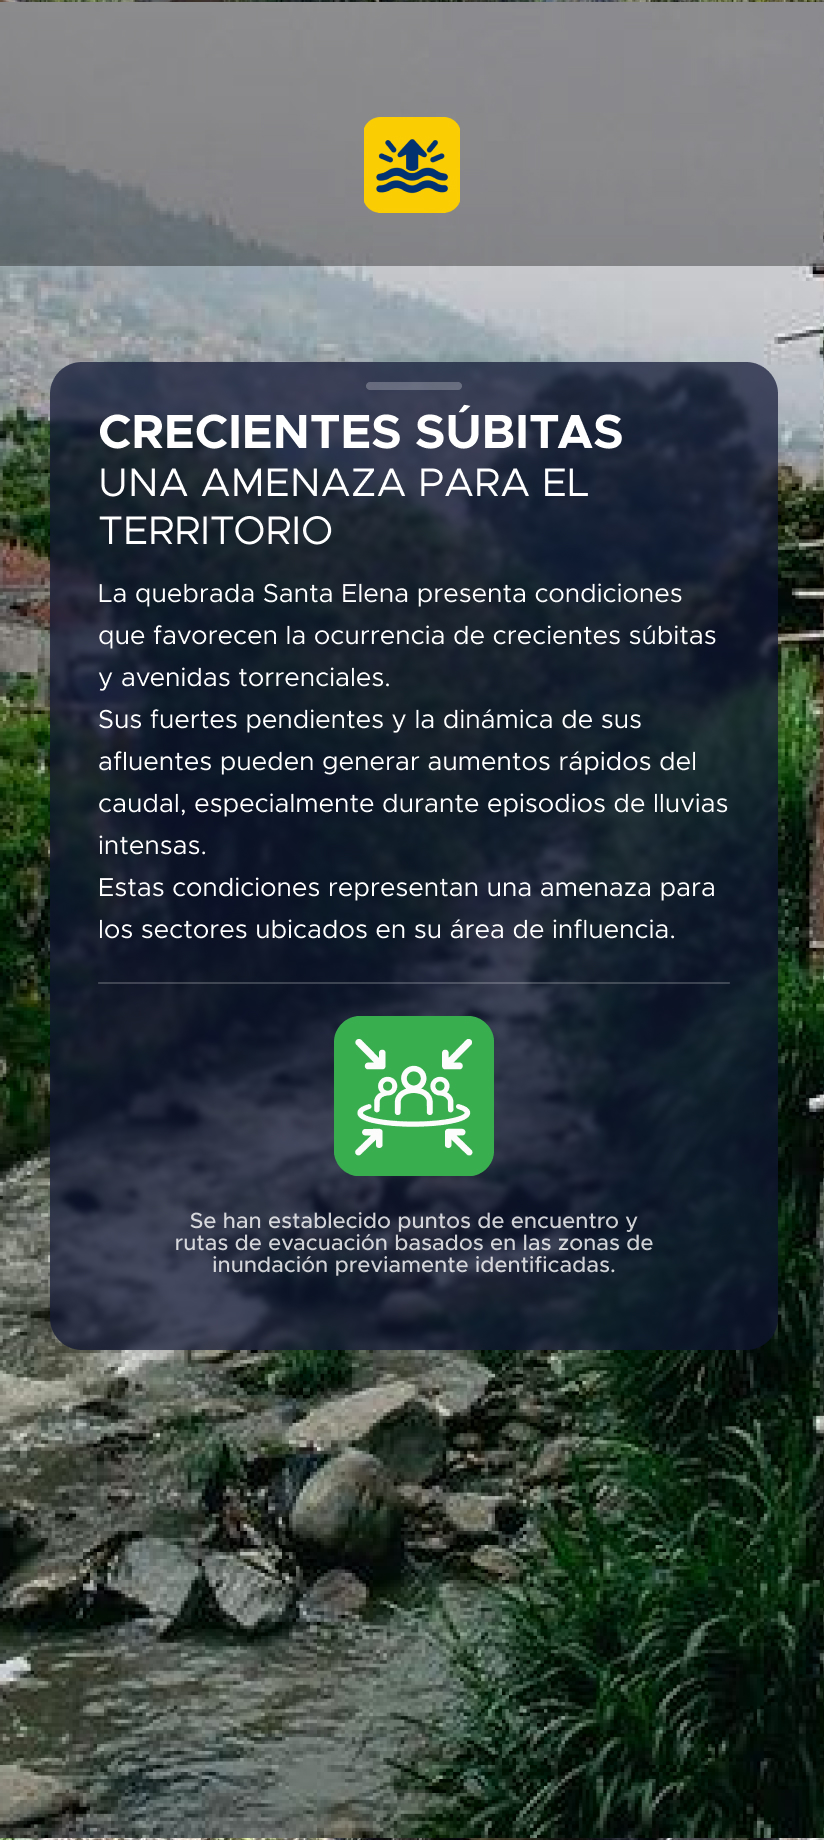 CRECIENTES SÚBITAS
UNA AMENAZA PARA EL
TERRITORIO
La quebrada Santa Elena presenta condiciones
que favorecen la ocurrencia de crecientes súbitas
y avenidas torrenciales.
Sus fuertes pendientes y la dinámica de sus
afluentes pueden generar aumentos rápidos del
caudal, especialmente durante episodios de lluvias
intensas.
Estas condiciones representan una amenaza para
los sectores ubicados en su área de influencia.
Se han establecido puntos de encuentro y
rutas de evacuación basados en las zonas de
inundación previamente identificadas.